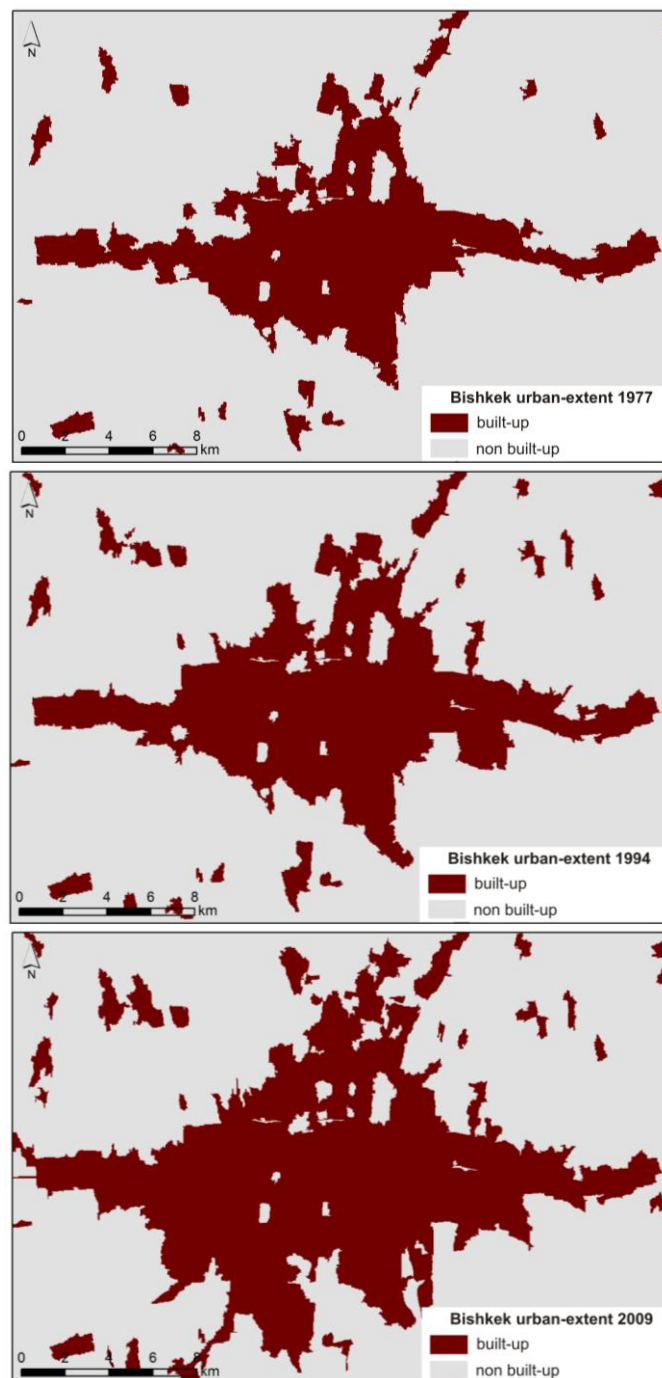 N
Bishkek urban-extent 1977
built-up
non built-up
0 2 4 6 8
km
N
Bishkek urban-extent 1994
built-up
non built-up
0 2 4 6 8
km
N
Bishkek urban-extent 2009
built-up
non built-up
0 2 4 6 8
km